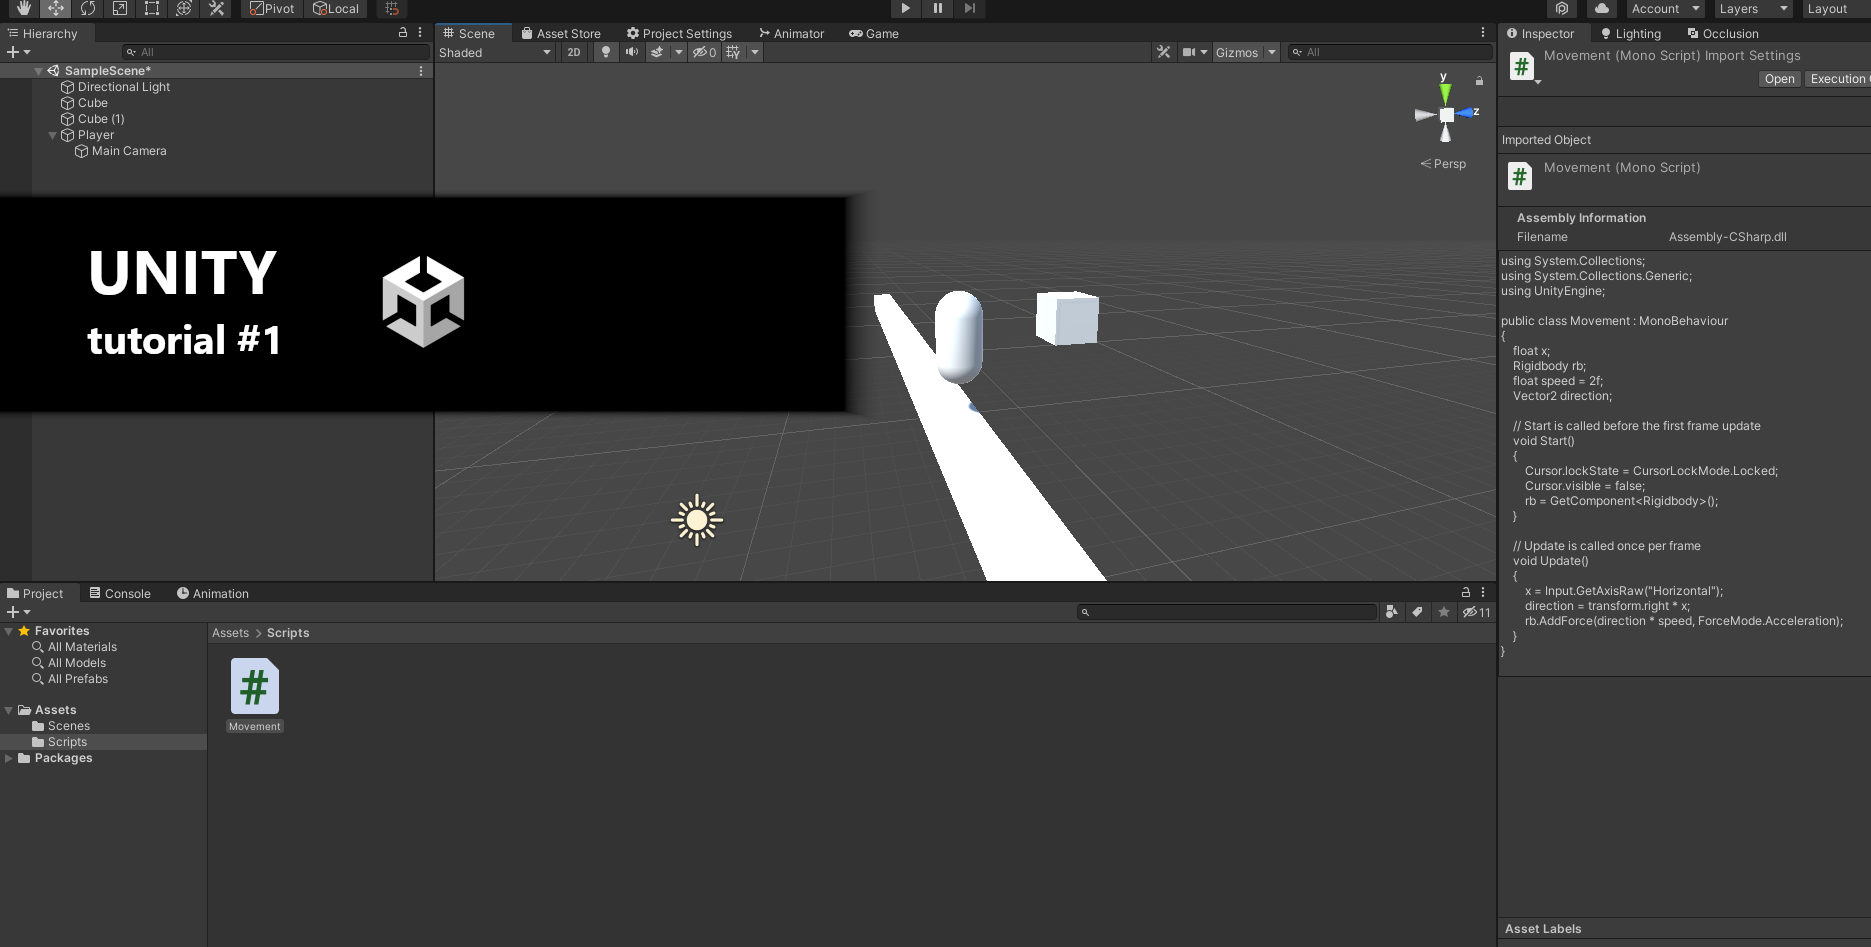 Pivot
Local
Account
Layers
Layout
Hierarchy
All
SampleScene*
Directional Light
Cube
Cube (1)
Player
Main Camera
UNITY
tutorial #1
Scene
Asset Store
Project Settings
Animator
Game
Shaded
2D
0
Gizmos
All
y
z
Persp
Inspector
Lighting
Occlusion
Movement (Mono Script) Import Settings
Open
Execution
Imported Object
Movement (Mono Script)
Assembly Information
Filename Assembly-CSharp.dll
using System.Collections;
using System.Collections.Generic;
using UnityEngine;
public class Movement : MonoBehaviour
{
float x;
Rigidbody rb;
float speed = 2f;
Vector2 direction;
// Start is called before the first frame update
void Start()
{
Cursor.lockState = CursorLockMode.Locked;
Cursor.visible = false;
rb = GetComponent<Rigidbody>();
}
// Update is called once per frame
void Update()
{
x = Input.GetAxisRaw("Horizontal");
direction = transform.right * x;
rb.AddForce(direction * speed, ForceMode.Acceleration);
}
}
Asset Labels
Project
Console
Animation
11
Favorites
All Materials
All Models
All Prefabs
Assets
Scenes
Scripts
Packages
Assets > Scripts
#
Movement